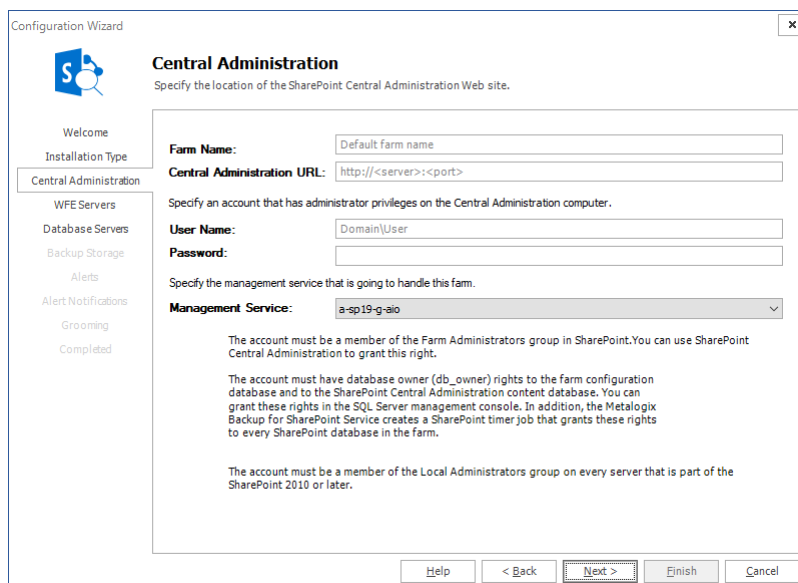 Configuration Wizard
Central Administration
Specify the location of the SharePoint Central Administration Web site.
Welcome
Installation Type
Central Administration
WFE Servers
Database Servers
Backup Storage
Alerts
Alert Notifications
Grooming
Completed
Farm Name: Default farm name
Central Administration URL: http://<server>:<port>
Specify an account that has administrator privileges on the Central Administration computer.
User Name: Domain\User
Password:
Specify the management service that is going to handle this farm.
Management Service: a-sp19-g-aio
The account must be a member of the Farm Administrators group in SharePoint.You can use SharePoint
Central Administration to grant this right.
The account must have database owner (db_owner) rights to the farm configuration
database and to the SharePoint Central Administration content database. You can
grant these rights in the SQL Server management console. In addition, the Metalogix
Backup for SharePoint Service creates a SharePoint timer job that grants these rights
to every SharePoint database in the farm.
The account must be a member of the Local Administrators group on every server that is part of the
SharePoint 2010 or later.
Help < Back Next > Finish Cancel